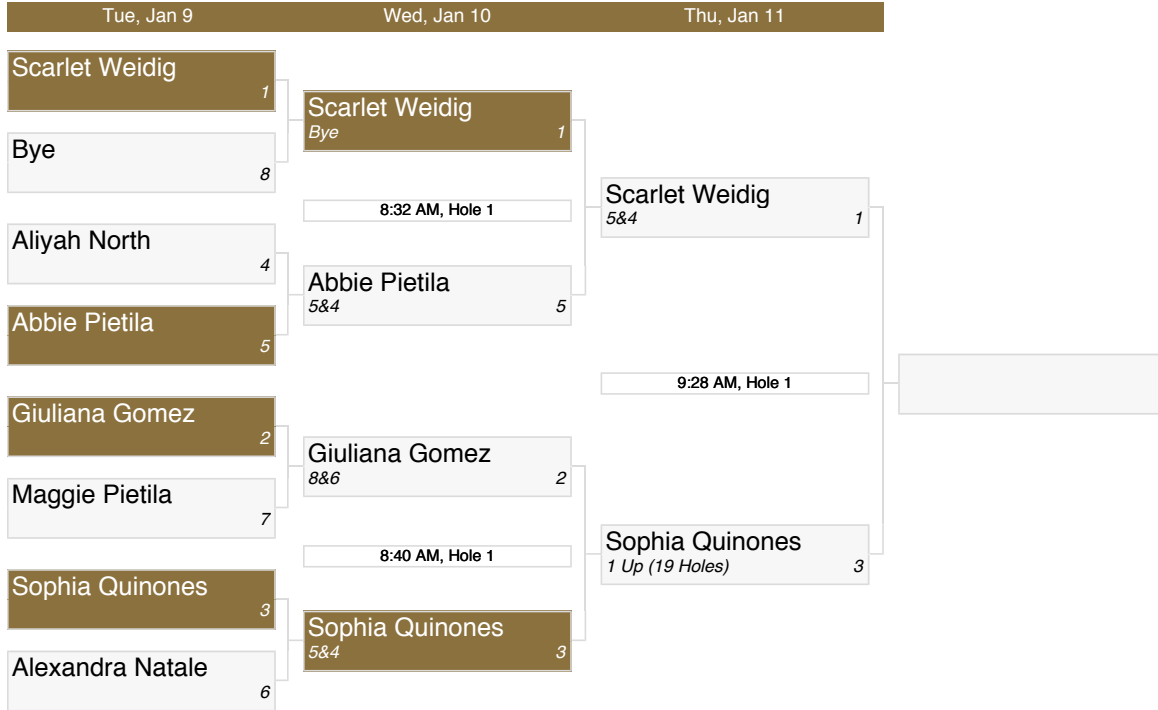 Tue, Jan 9
Wed, Jan 10
Thu, Jan 11
Scarlet Weidig
1
Bye
8
Aliyah North
4
Abbie Pietila
5
Giuliana Gomez
2
Maggie Pietila
7
Sophia Quinones
3
Alexandra Natale
6
Scarlet Weidig
Bye 1
8:32 AM, Hole 1
Abbie Pietila
5&4 5
Giuliana Gomez
8&6 2
8:40 AM, Hole 1
Sophia Quinones
5&4 3
Scarlet Weidig
5&4 1
9:28 AM, Hole 1
Sophia Quinones
1 Up (19 Holes) 3